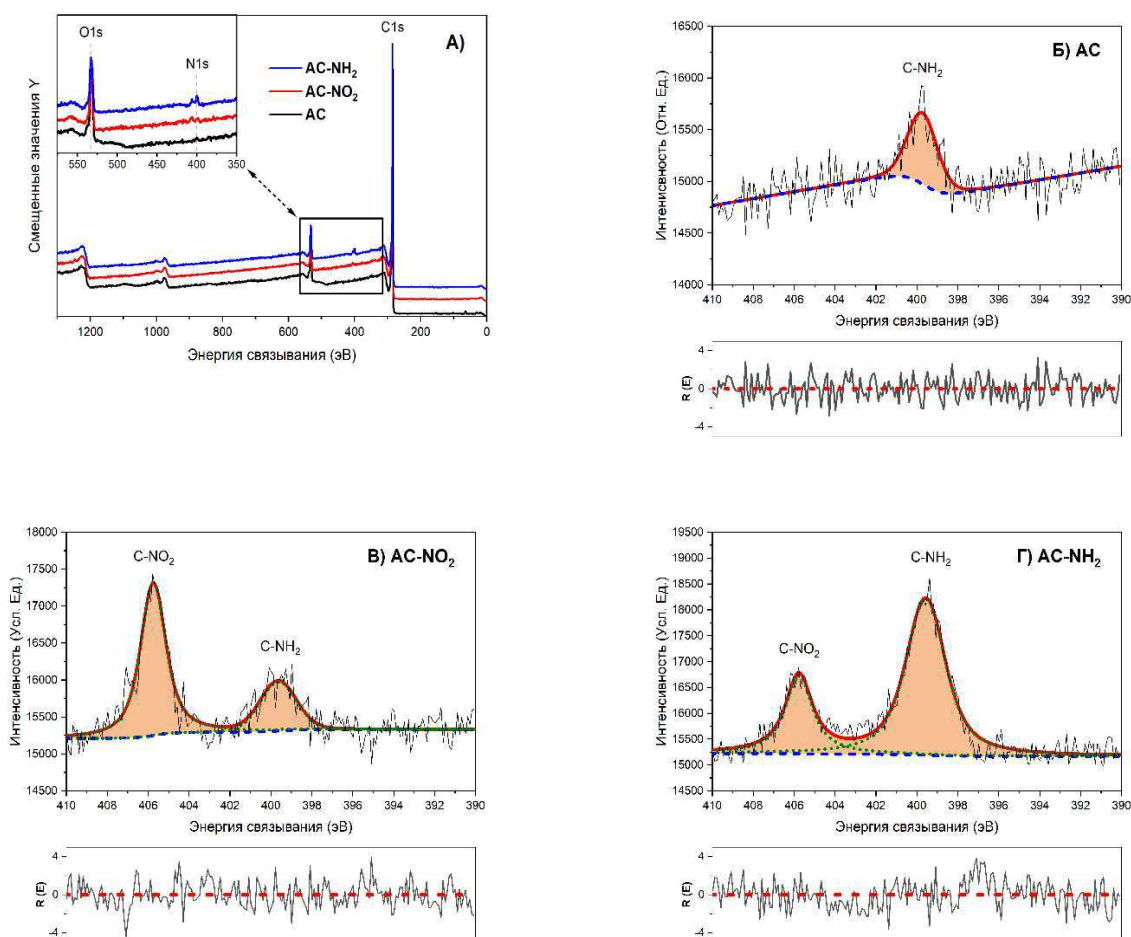 А)
O1s
N1s
C1s
AC-NH₂
AC-NO₂
AC
550 500 450 400 350
Смещенные значения Y
1200 1000 800 600 400 200 0
Энергия связывания (эВ)
Б) AC
C-NH₂
Интенисвность (Отн. Ед.)
16500
16000
15500
15000
14500
14000
410 408 406 404 402 400 398 396 394 392 390
Энергия связывания (эВ)
R (E)
4
0
-4
В) AC-NO₂
C-NO₂
C-NH₂
Интенсивность (Усл. Ед.)
18000
17500
17000
16500
16000
15500
15000
14500
410 408 406 404 402 400 398 396 394 392 390
Энергия связывания (эВ)
R (E)
4
0
-4
Г) AC-NH₂
C-NO₂
C-NH₂
Интенсивность (Усл. Ед.)
19500
19000
18500
18000
17500
17000
16500
16000
15500
15000
14500
410 408 406 404 402 400 398 396 394 392 390
Энергия связывания (эВ)
R (E)
4
0
-4